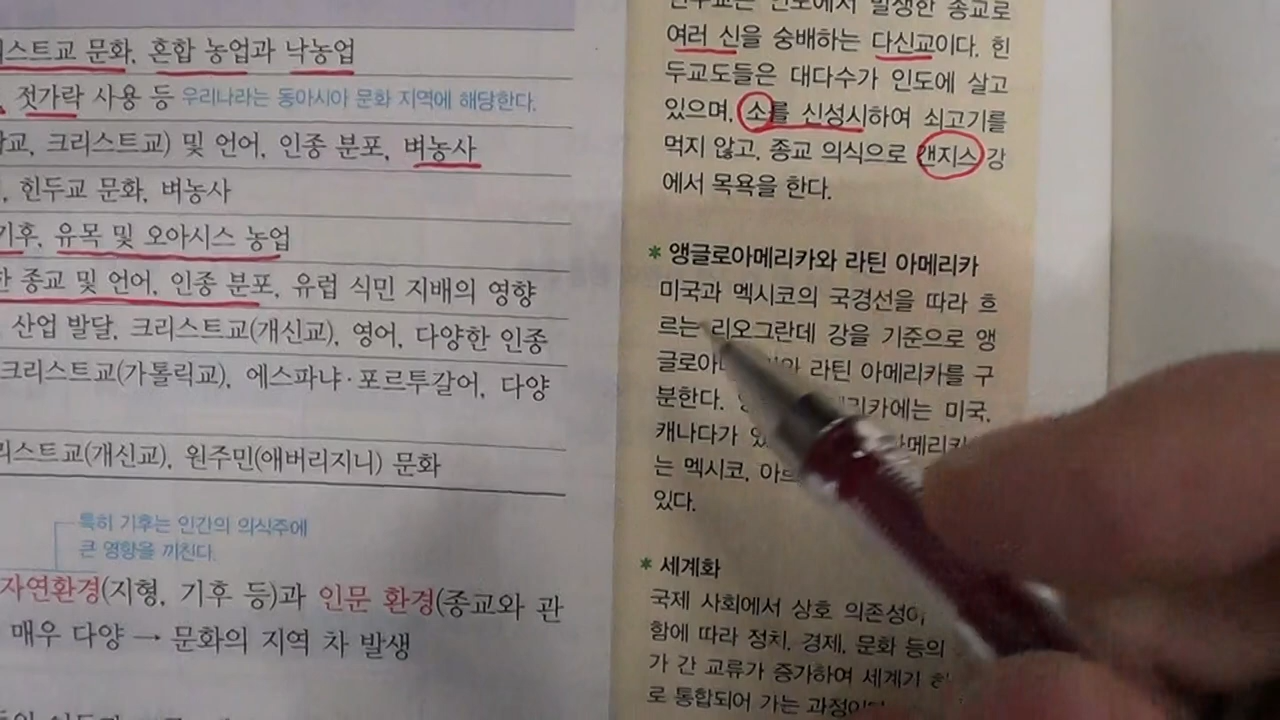 리스트교 문화, 혼합 농업과 낙농업
젓가락 사용 등 우리나라는 동아시아 문화 지역에 해당한다.
크리스트교) 및 언어, 인종 분포, 벼농사
힌두교 문화, 벼농사
기후, 유목 및 오아시스 농업
종교 및 언어, 인종 분포, 유럽 식민 지배의 영향
산업 발달, 크리스트교(개신교), 영어, 다양한 인종
크리스트교(가톨릭교), 에스파냐·포르투갈어, 다양
리스트교(개신교), 원주민(애버리지니) 문화
특히 기후는 인간의 의식주에
큰 영향을 끼친다.
자연환경(지형, 기후 등)과 인문 환경(종교와 관
매우 다양 → 문화의 지역 차 발생
인도에서 발생한 종교로
여러 신을 숭배하는 다신교이다. 힌
두교도들은 대다수가 인도에 살고
있으며, 소를 신성시하여 쇠고기를
먹지 않고, 종교 의식으로 갠지스 강
에서 목욕을 한다.
* 앵글로아메리카와 라틴 아메리카
미국과 멕시코의 국경선을 따라 흐
르는 리오그란데 강을 기준으로 앵
라틴 아메리카를 구
분한다. 미국,
캐나다가
는 멕시코,
있다.
* 세계화
국제 사회에서 상호
함에 따라 정치, 경제, 문화 등의
가 간 교류가 증가하여
로 통합되어 가는